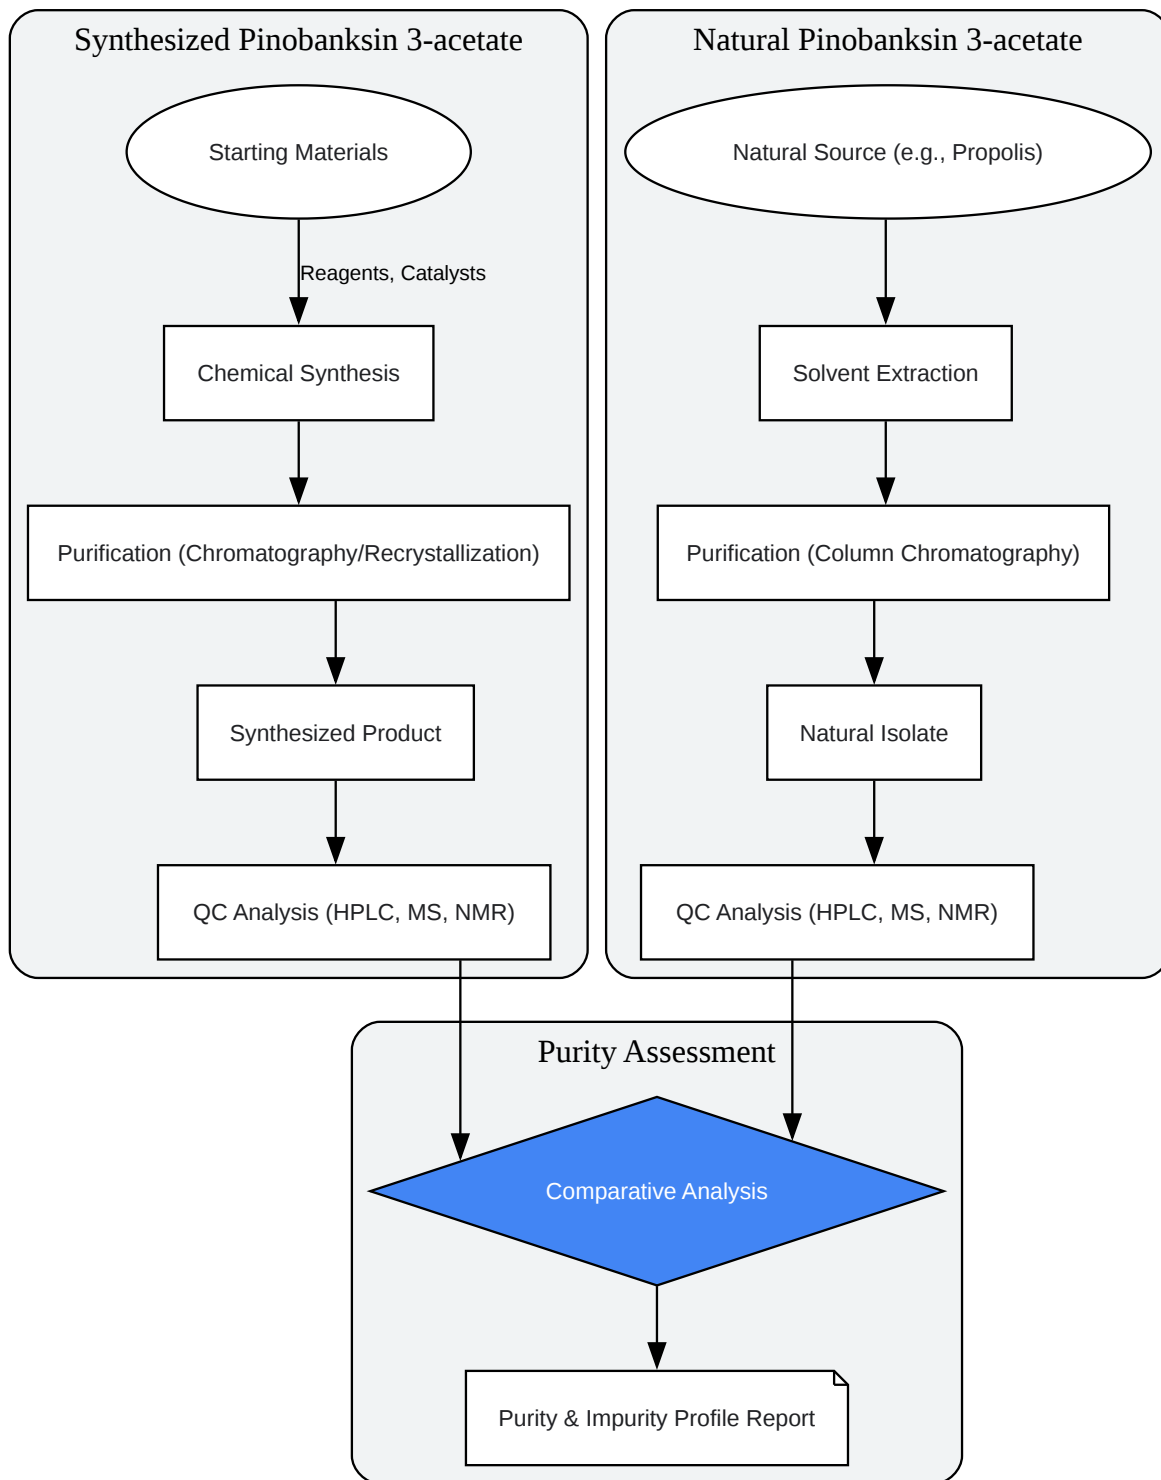 Synthesized Pinobanksin 3-acetate
Starting Materials
Reagents, Catalysts
Chemical Synthesis
Purification (Chromatography/Recrystallization)
Synthesized Product
QC Analysis (HPLC, MS, NMR)
Natural Pinobanksin 3-acetate
Natural Source (e.g., Propolis)
Solvent Extraction
Purification (Column Chromatography)
Natural Isolate
QC Analysis (HPLC, MS, NMR)
Purity Assessment
Comparative Analysis
Purity & Impurity Profile Report